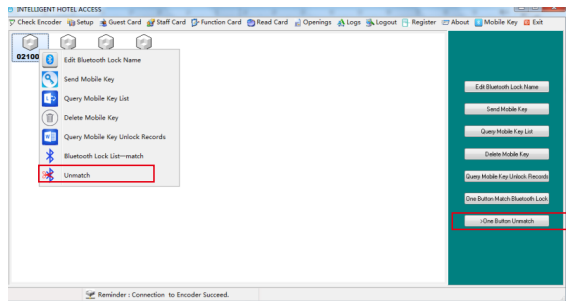 INTELLIGENT HOTEL ACCESS
Check Encoder Setup Guest Card Staff Card Function Card Read Card Openings Logs Logout Register About Mobile Key Exit
02100
Edit Bluetooth Lock Name
Send Mobile Key
Query Mobile Key List
Delete Mobile Key
Query Mobile Key Unlock Records
Bluetooth Lock List—match
Unmatch
Edit Bluetooth Lock Name
Send Mobile Key
Query Mobile Key List
Delete Mobile Key
Query Mobile Key Unlock Records
One Button Match Bluetooth Lock
>One Button Unmatch
Reminder : Connection to Encoder Succeed.